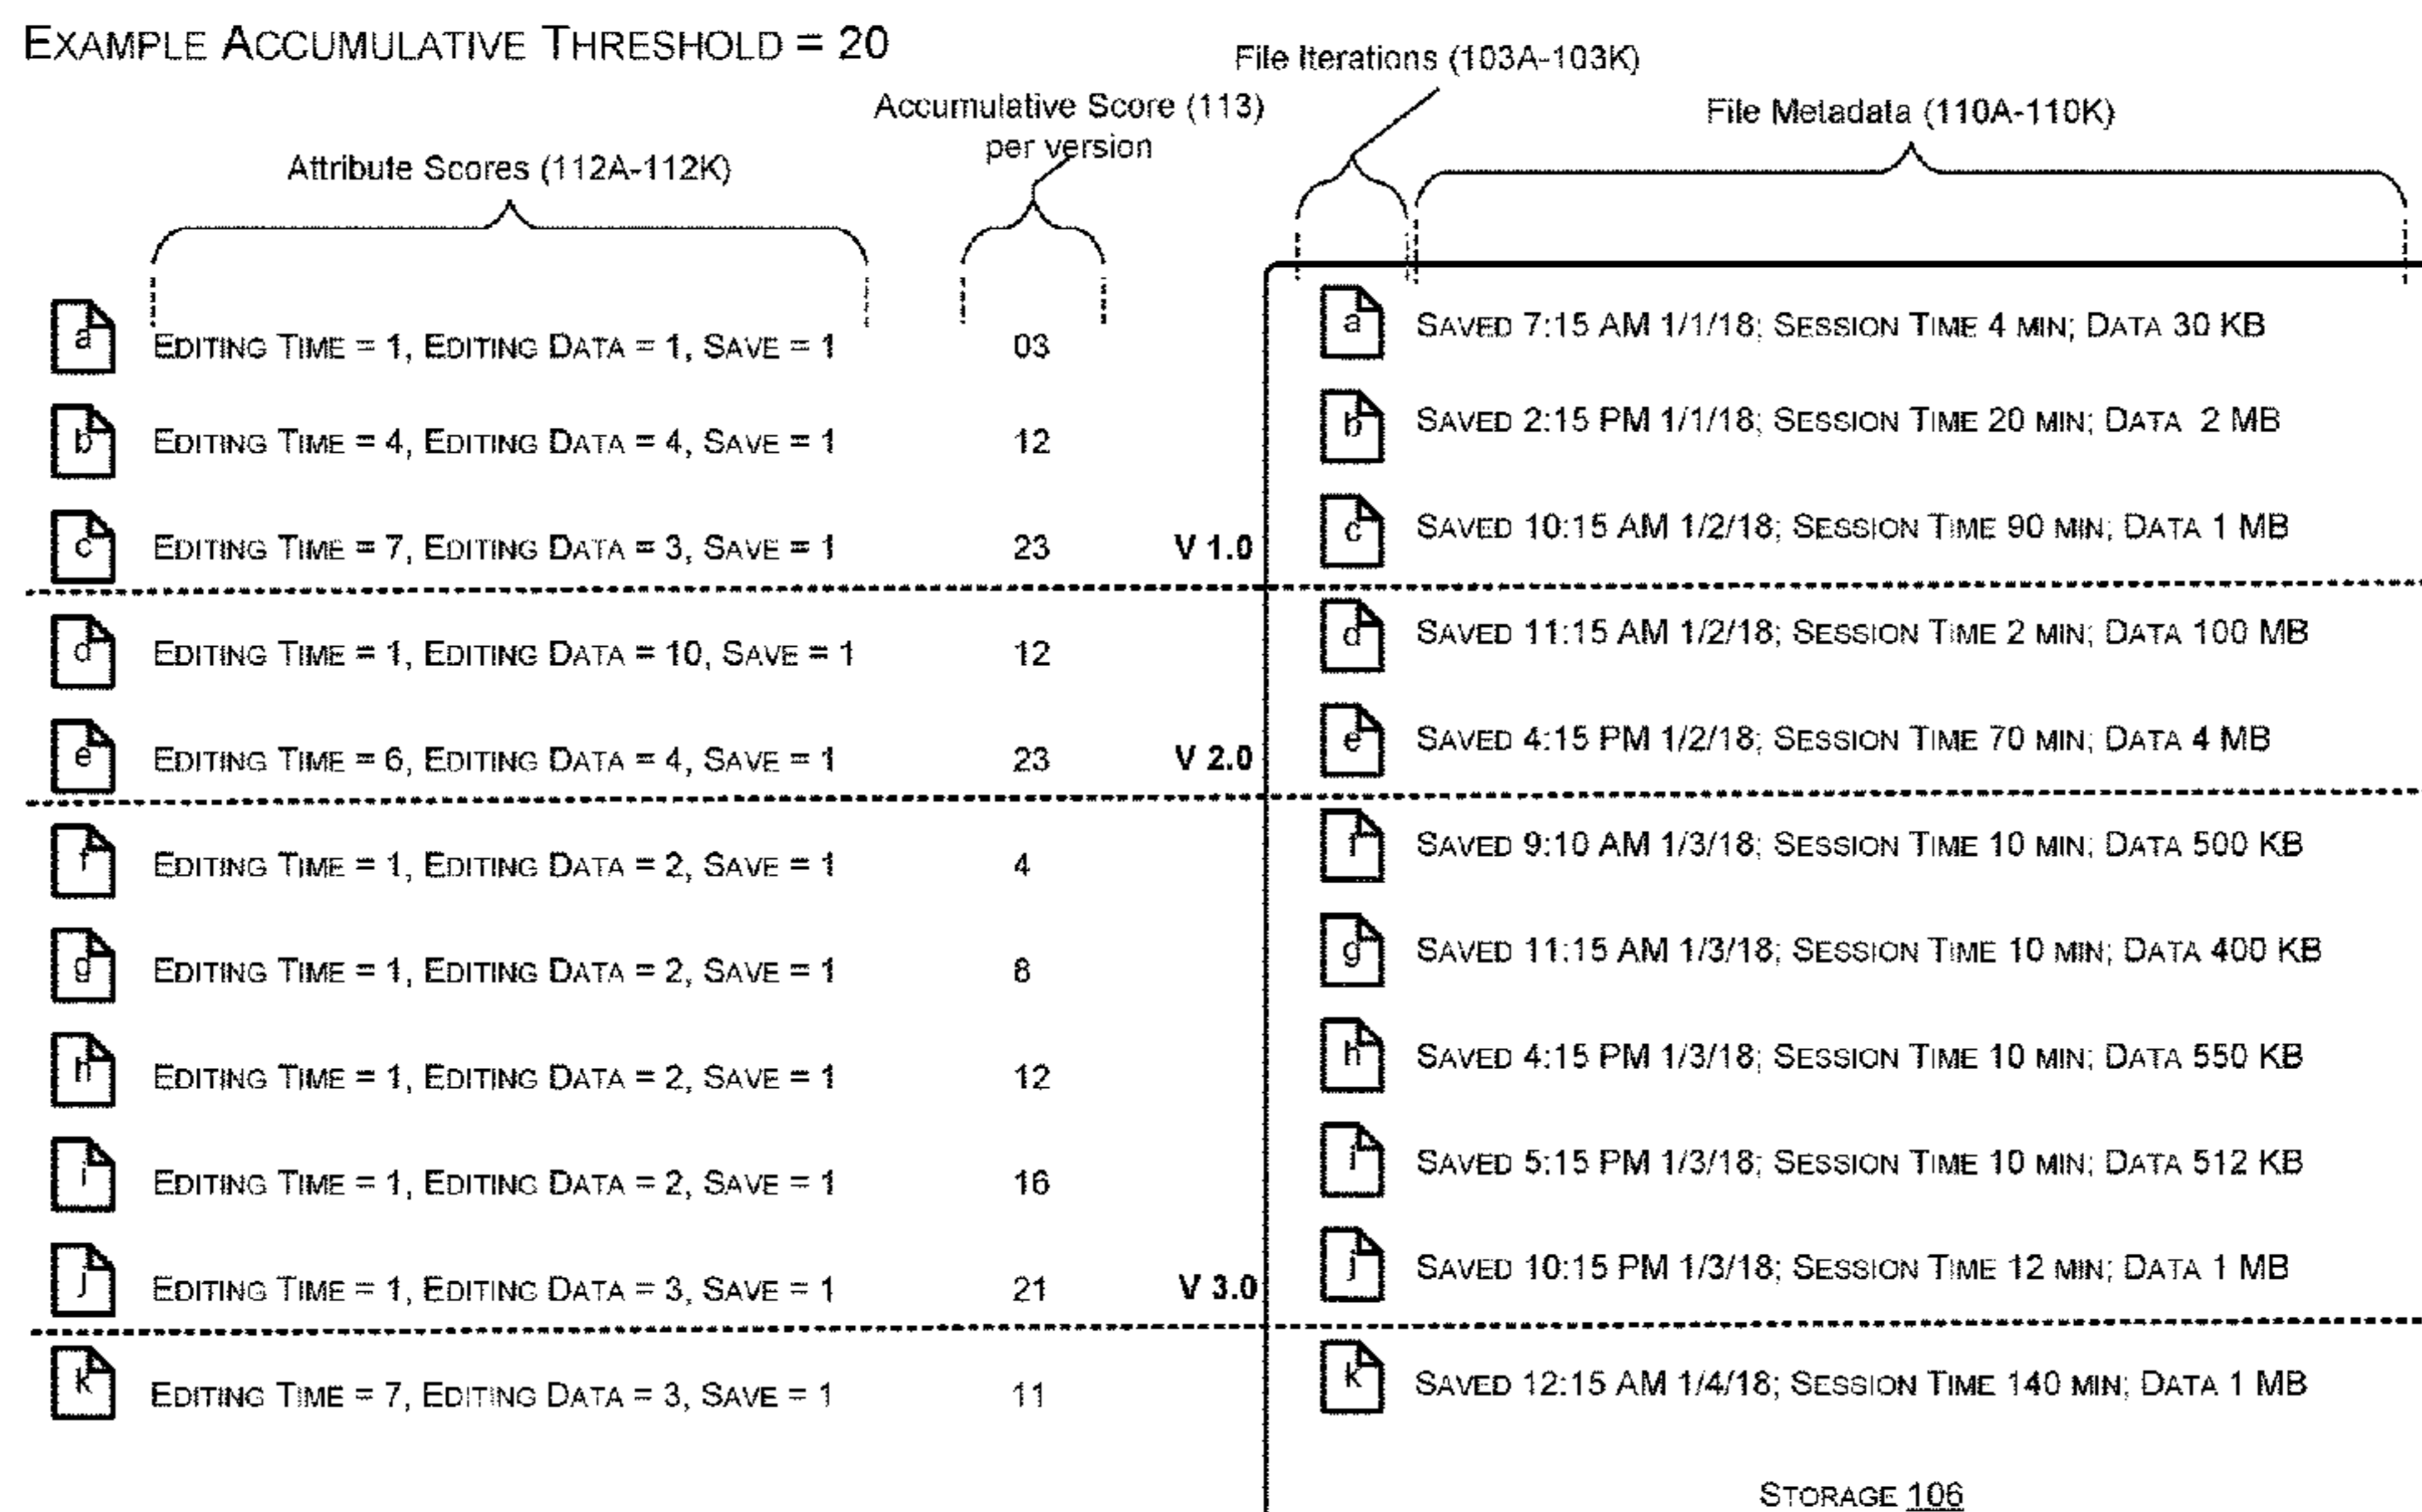 EXAMPLE ACCUMULATIVE THRESHOLD = 20
File Iterations (103A-103K)
Accumulative Score (113)
per version
File Metadata (110A-110K)
Attribute Scores (112A-112K)
a EDITING TIME = 1, EDITING DATA = 1, SAVE = 1 03 a SAVED 7:15 AM 1/1/18; SESSION TIME 4 MIN; DATA 30 KB
b EDITING TIME = 4, EDITING DATA = 4, SAVE = 1 12 b SAVED 2:15 PM 1/1/18; SESSION TIME 20 MIN; DATA 2 MB
c EDITING TIME = 7, EDITING DATA = 3, SAVE = 1 23 V 1.0 c SAVED 10:15 AM 1/2/18; SESSION TIME 90 MIN; DATA 1 MB
d EDITING TIME = 1, EDITING DATA = 10, SAVE = 1 12 d SAVED 11:15 AM 1/2/18; SESSION TIME 2 MIN; DATA 100 MB
e EDITING TIME = 6, EDITING DATA = 4, SAVE = 1 23 V 2.0 e SAVED 4:15 PM 1/2/18; SESSION TIME 70 MIN; DATA 4 MB
f EDITING TIME = 1, EDITING DATA = 2, SAVE = 1 4 f SAVED 9:10 AM 1/3/18; SESSION TIME 10 MIN; DATA 500 KB
g EDITING TIME = 1, EDITING DATA = 2, SAVE = 1 8 g SAVED 11:15 AM 1/3/18; SESSION TIME 10 MIN; DATA 400 KB
h EDITING TIME = 1, EDITING DATA = 2, SAVE = 1 12 h SAVED 4:15 PM 1/3/18; SESSION TIME 10 MIN; DATA 550 KB
i EDITING TIME = 1, EDITING DATA = 2, SAVE = 1 16 i SAVED 5:15 PM 1/3/18; SESSION TIME 10 MIN; DATA 512 KB
j EDITING TIME = 1, EDITING DATA = 3, SAVE = 1 21 V 3.0 j SAVED 10:15 PM 1/3/18; SESSION TIME 12 MIN; DATA 1 MB
k EDITING TIME = 7, EDITING DATA = 3, SAVE = 1 11 k SAVED 12:15 AM 1/4/18; SESSION TIME 140 MIN; DATA 1 MB
STORAGE 106